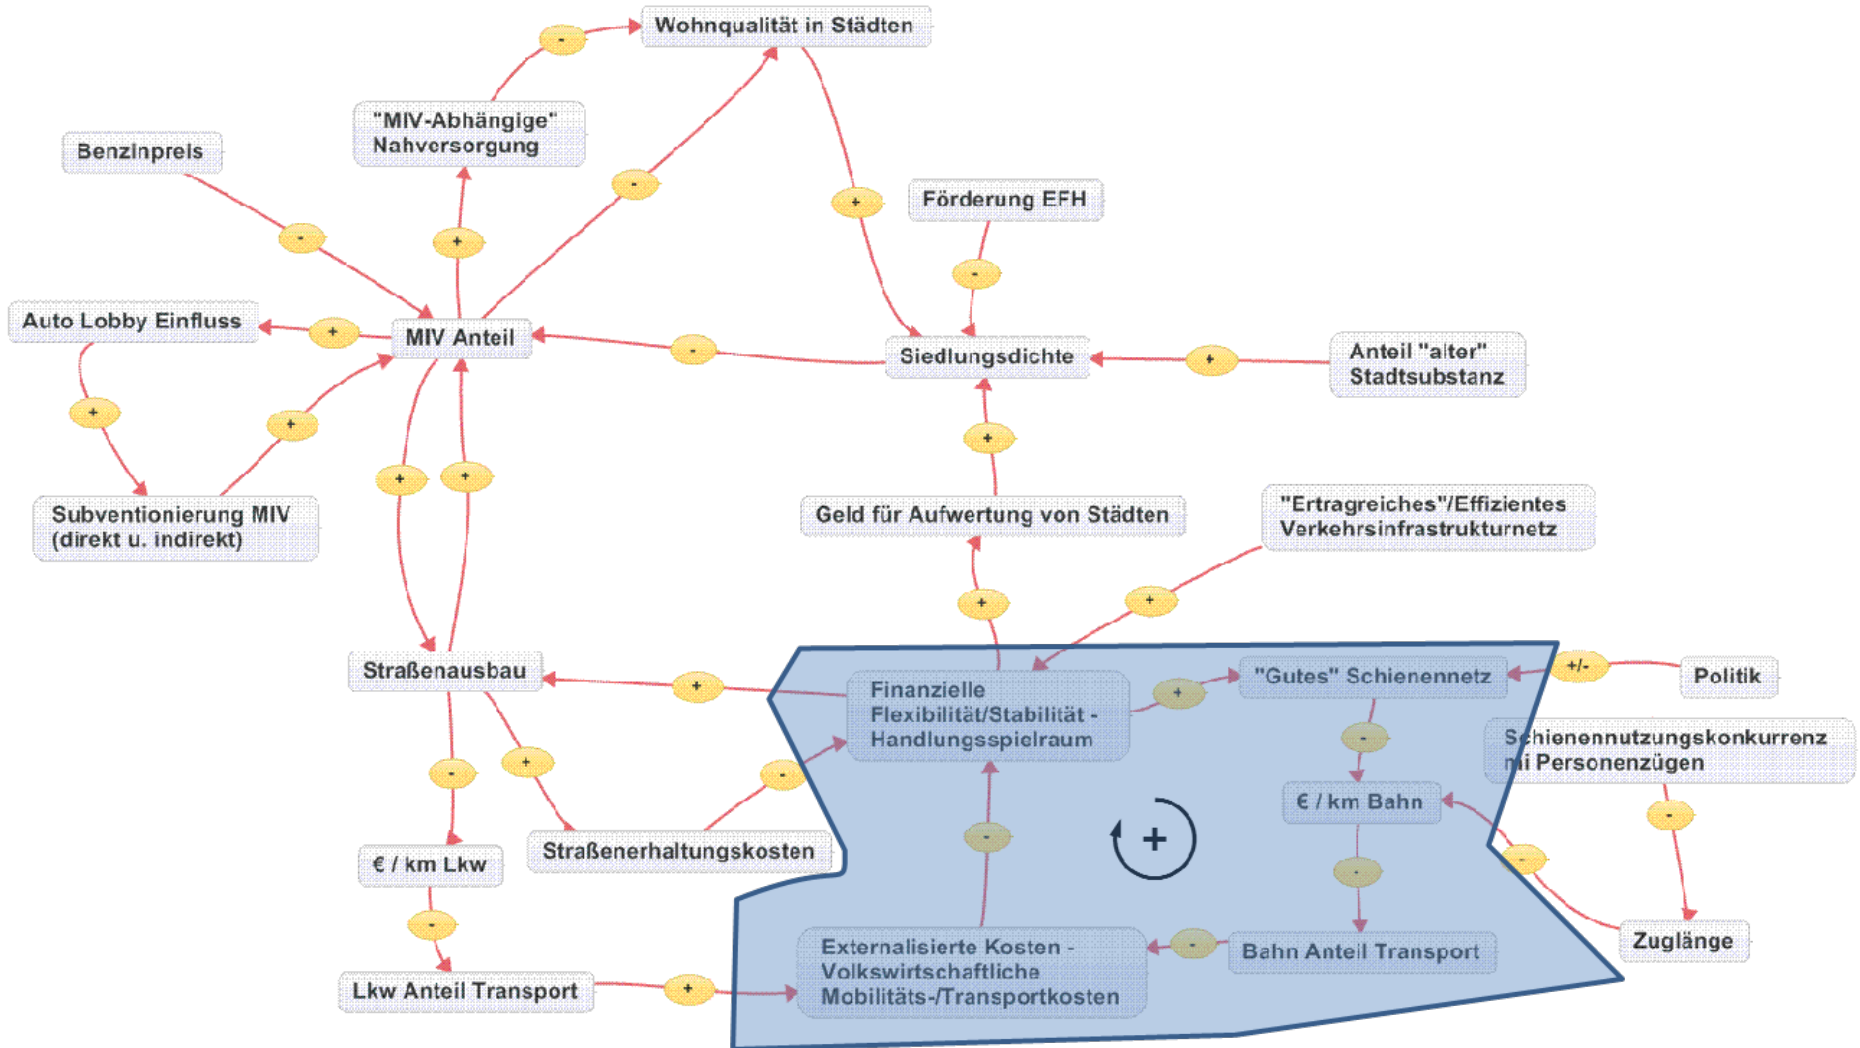 Wohnqualität in Städten
-
"MIV-Abhängige"
Nahversorgung
Benzinpreis
-
-
+
Förderung EFH
+
-
Auto Lobby Einfluss
+
MIV Anteil
-
Siedlungsdichte
+
Anteil "alter"
Stadtsubstanz
+
+
+
+
+
Subventionierung MIV
(direkt u. indirekt)
Geld für Aufwertung von Städten
"Ertragreiches"/Effizientes
Verkehrsinfrastrukturnetz
+
+
Straßenausbau
+
Finanzielle
Flexibilität/Stabilität -
Handlungsspielraum
+
"Gutes" Schienennetz
+/-
Politik
-
Schienennutzungskonkurrenz
mi Personenzügen
-
+
-
€ / km Bahn
-
-
+
Straßenerhaltungskosten
€ / km Lkw
-
-
-
-
Externalisierte Kosten -
Volkswirtschaftliche
Mobilitäts-/Transportkosten
-
Bahn Anteil Transport
Zuglänge
Lkw Anteil Transport
+